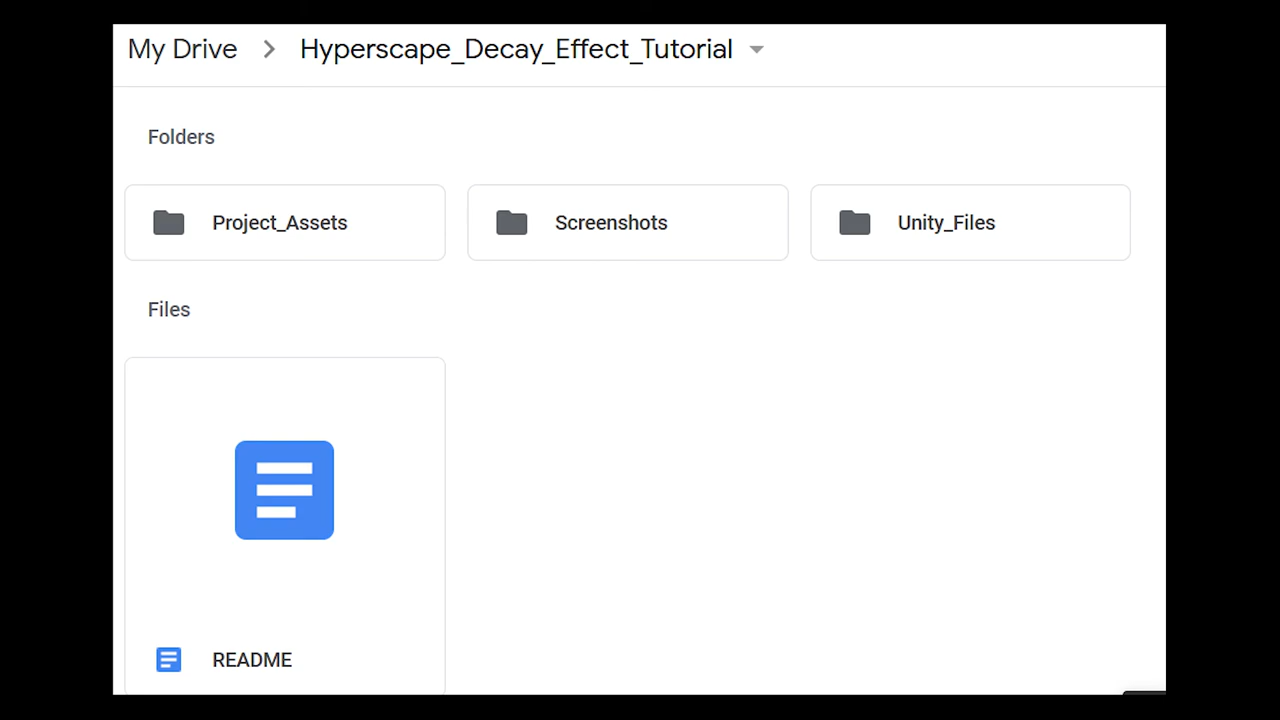 My Drive > Hyperscape_Decay_Effect_Tutorial
Folders
Project_Assets Screenshots Unity_Files
Files
README